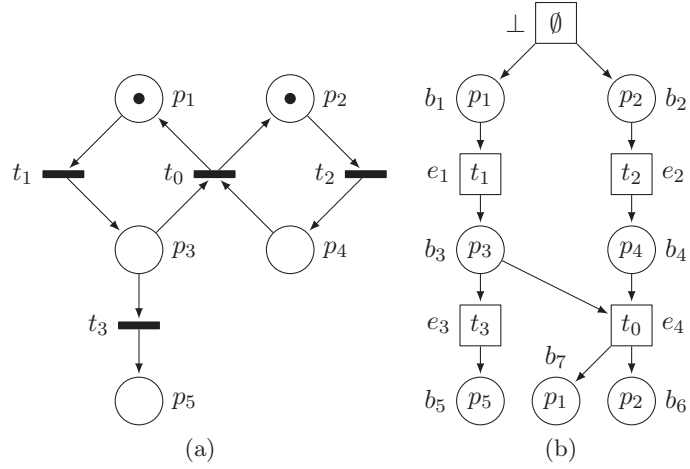 ⊥ ∅
p₁ p₂ b₁ p₁ p₂ b₂
t₁ t₀ t₂ e₁ t₁ t₂ e₂
p₃ p₄ b₃ p₃ p₄ b₄
t₃ e₃ t₃ t₀ e₄
b₇
p₅ b₅ p₅ p₁ p₂ b₆
(a) (b)